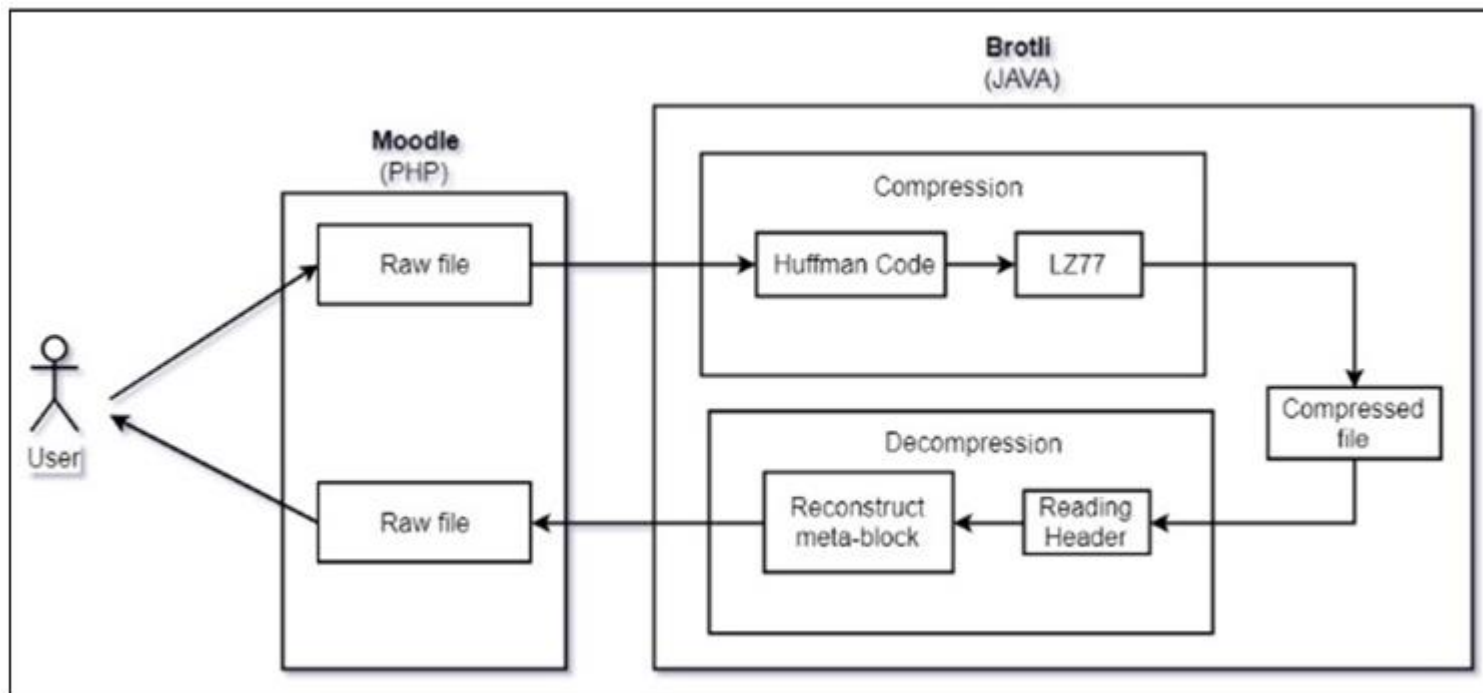 Brotli
(JAVA)
Moodle
(PHP)
Compression
Raw file
Huffman Code
LZ77
Compressed
file
User
Decompression
Raw file
Reconstruct
meta-block
Reading
Header